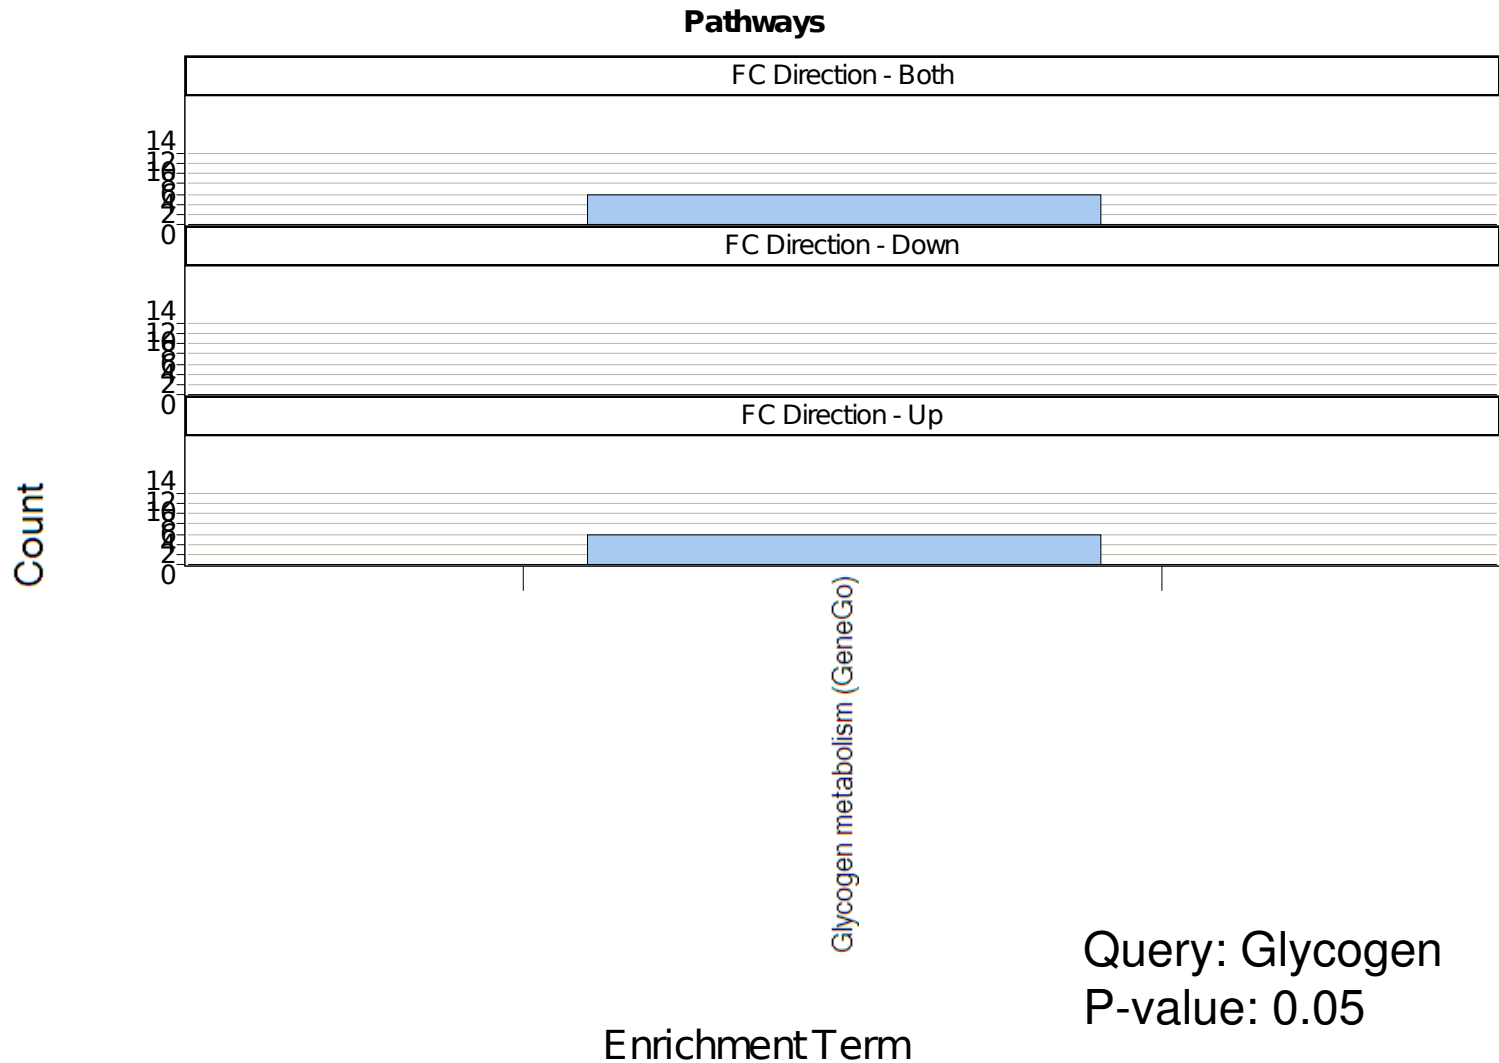 Pathways
FC Direction - Both
14
12
10
8
6
4
2
0
FC Direction - Down
14
12
10
8
6
4
2
0
FC Direction - Up
14
12
10
8
6
4
2
0
Count
Glycogen metabolism (GeneGo)
Query: Glycogen
P-value: 0.05
Enrichment Term